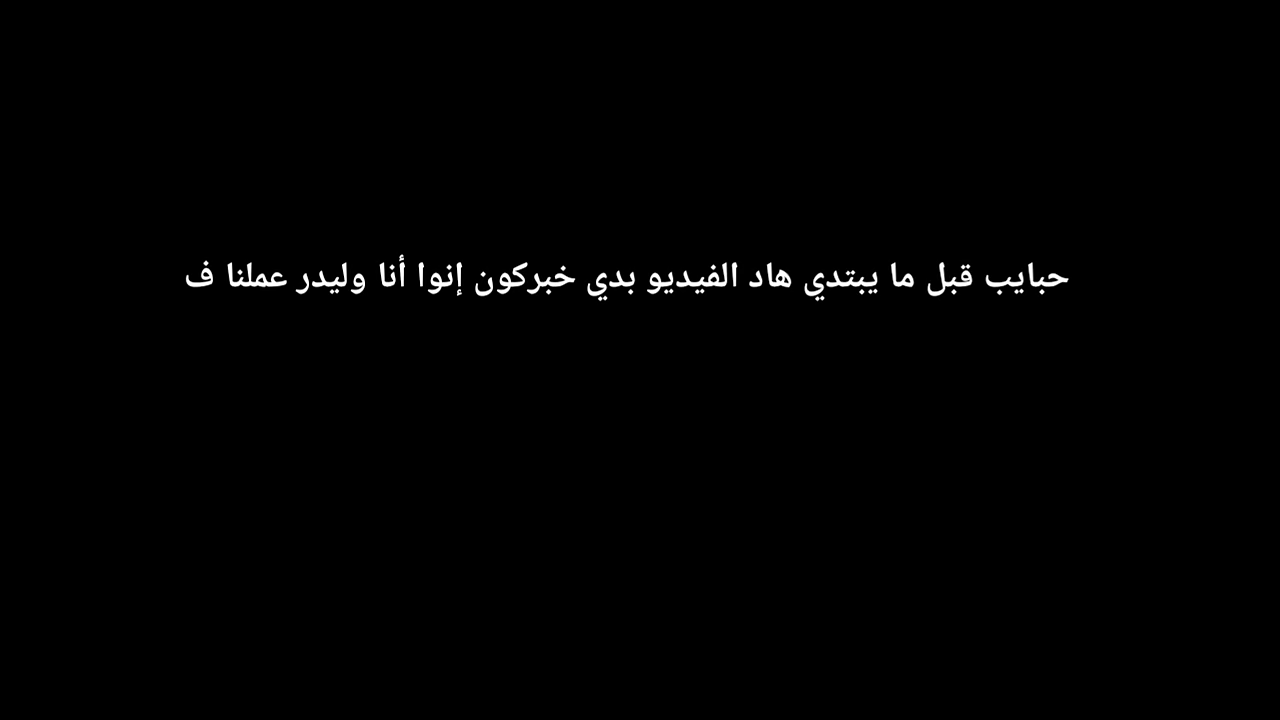 حبايب قبل ما يبتدي هاد الفيديو بدي خبركون إنوا أنا وليدر عملنا ف